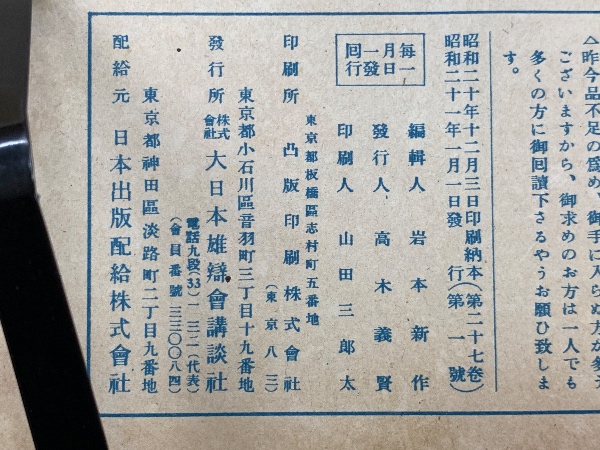 △昨今品不足の爲め、御手に入らぬ方が多う
ございますから、御求めのお方は一人でも
多くの方に御回讀下さるやうお願ひ致しま
す。
昭和二十年十二月三日印刷納本(第二十七卷)
昭和二十一年一月一日發行(第一號)
每月一回一日發行
編輯人 岩本新作
發行人 高木義賢
印刷人 山田三郎太
東京都板橋區志村町五番地
印刷所 凸版印刷株式會社
(東京八三)
東京都小石川區音羽町三丁目十九番地
發行所 株式會社 大日本雄辯會講談社
電話九段(33)一三一(代表)
(會員番號 三三〇〇八四)
東京都神田區淡路町二丁目九番地
配給元 日本出版配給株式會社